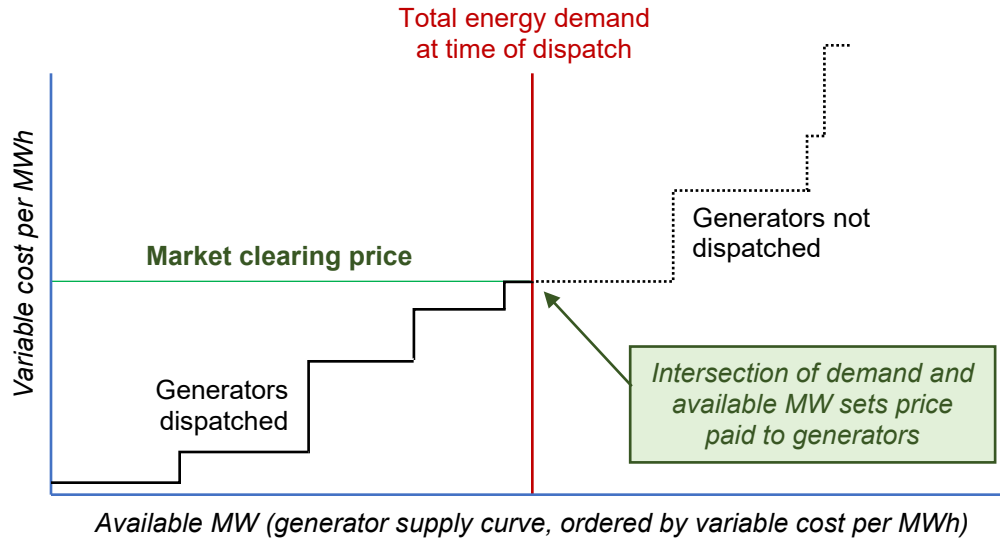 Total energy demand
at time of dispatch
Variable cost per MWh
Generators not
dispatched
Market clearing price
Intersection of demand and
available MW sets price
paid to generators
Generators
dispatched
Available MW (generator supply curve, ordered by variable cost per MWh)